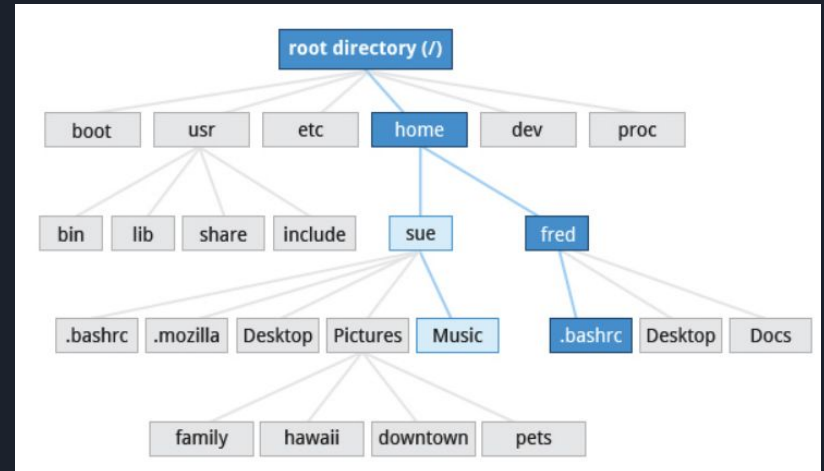 root directory (/)
boot usr etc home dev proc
bin lib share include sue fred
.bashrc .mozilla Desktop Pictures Music .bashrc Desktop Docs
family hawaii downtown pets